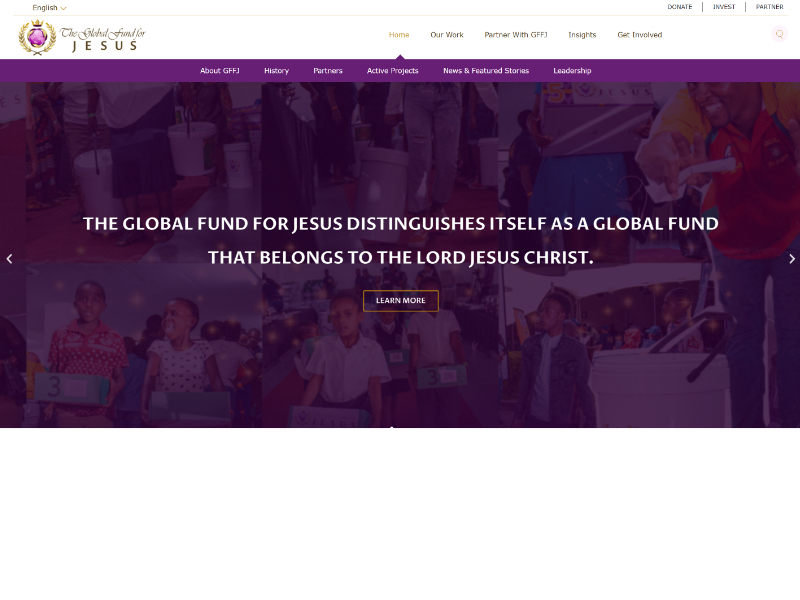 English
DONATE
INVEST
PARTNER
The Global Fund for
JESUS
Home
Our Work
Partner With GFFJ
Insights
Get Involved
About GFFJ
History
Partners
Active Projects
News & Featured Stories
Leadership
THE GLOBAL FUND FOR JESUS DISTINGUISHES ITSELF AS A GLOBAL FUND
THAT BELONGS TO THE LORD JESUS CHRIST.
LEARN MORE
3
3